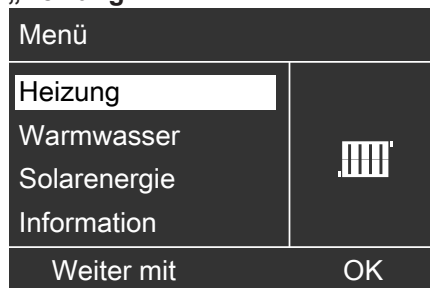 Menü
Heizung
Warmwasser
Solarenergie
Information
Weiter mit OK